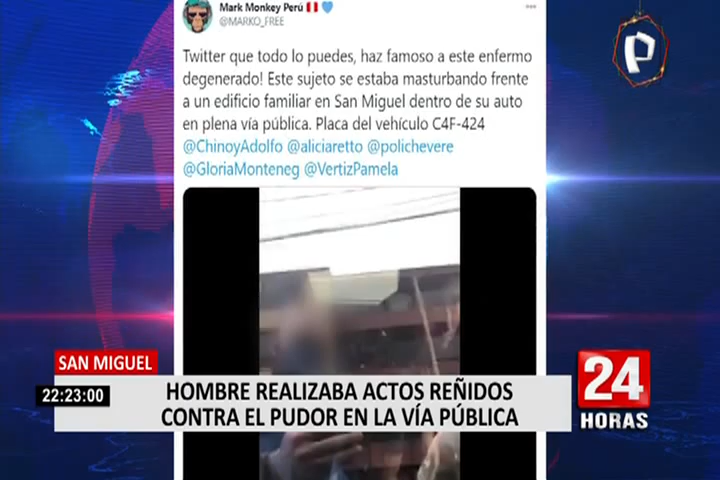 Mark Monkey Perú
@MARKO_FREE
Twitter que todo lo puedes, haz famoso a este enfermo
degenerado! Este sujeto se estaba masturbando frente
a un edificio familiar en San Miguel dentro de su auto
en plena vía pública. Placa del vehículo C4F-424
@ChinoyAdolfo @aliciaretto @polichevere
@GloriaMonteneg @VertizPamela
SAN MIGUEL
22:23:00
HOMBRE REALIZABA ACTOS REÑIDOS
CONTRA EL PUDOR EN LA VÍA PÚBLICA
24
HORAS
P